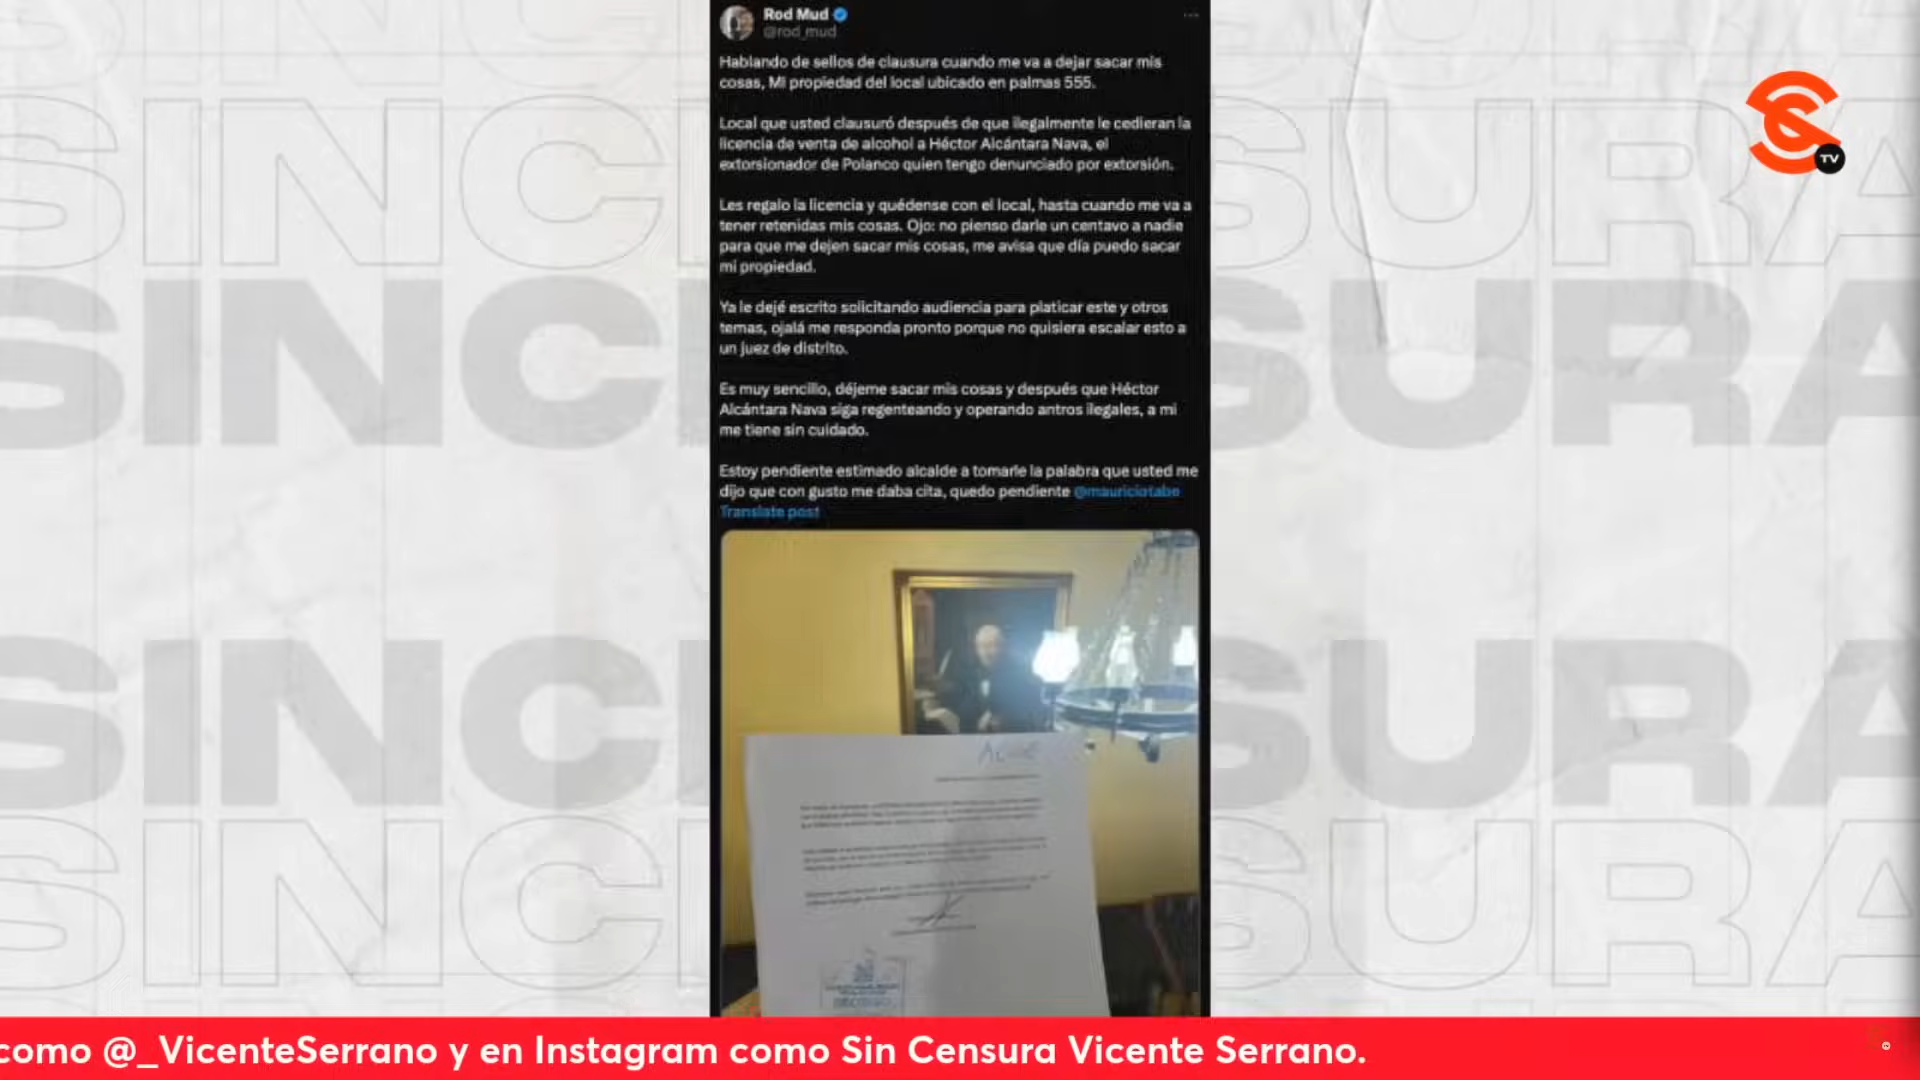 Rod Mud
@rod_mud
Hablando de sellos de clausura cuando me va a dejar sacar mis
cosas, Mi propiedad del local ubicado en palmas 555.
Local que usted clausuró después de que ilegalmente le cedieran la
licencia de venta de alcohol a Héctor Alcántara Nava, el
extorsionador de Polanco quien tengo denunciado por extorsión.
Les regalo la licencia y quédense con el local, hasta cuando me va a
tener retenidas mis cosas. Ojo: no pienso darle un centavo a nadie
para que me dejen sacar mis cosas, me avisa que día puedo sacar
mi propiedad.
Ya le dejé escrito solicitando audiencia para platicar este y otros
temas, ojalá me responda pronto porque no quisiera escalar esto a
un juez de distrito.
Es muy sencillo, déjeme sacar mis cosas y después que Héctor
Alcántara Nava siga regenteando y operando antros ilegales, a mi
me tiene sin cuidado.
Estoy pendiente estimado alcalde a tomarle la palabra que usted me
dijo que con gusto me daba cita, quedo pendiente @mauriciotabe
Translate post
TV
SINC SURA
SINC SURA
SINC SURA
SINC SURA
como @_VicenteSerrano y en Instagram como Sin Censura Vicente Serrano.